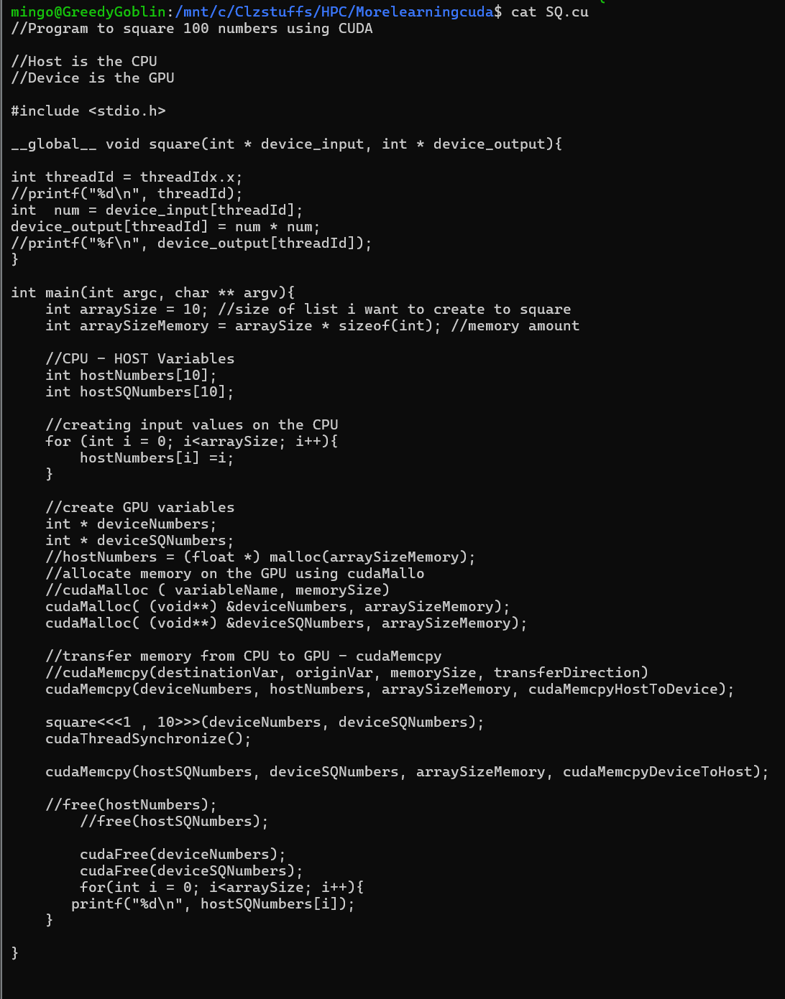 mingo@GreedyGoblin:/mnt/c/Clzstuffs/HPC/Morelearningcuda$ cat SQ.cu
//Program to square 100 numbers using CUDA

//Host is the CPU
//Device is the GPU

#include <stdio.h>

__global__ void square(int * device_input, int * device_output){

int threadId = threadIdx.x;
//printf("%d\n", threadId);
int  num = device_input[threadId];
device_output[threadId] = num * num;
//printf("%f\n", device_output[threadId]);
}

int main(int argc, char ** argv){
    int arraySize = 10; //size of list i want to create to square
    int arraySizeMemory = arraySize * sizeof(int); //memory amount

    //CPU - HOST Variables
    int hostNumbers[10];
    int hostSQNumbers[10];

    //creating input values on the CPU
    for (int i = 0; i<arraySize; i++){
        hostNumbers[i] =i;
    }

    //create GPU variables
    int * deviceNumbers;
    int * deviceSQNumbers;
    //hostNumbers = (float *) malloc(arraySizeMemory);
    //allocate memory on the GPU using cudaMallo
    //cudaMalloc ( variableName, memorySize)
    cudaMalloc( (void**) &deviceNumbers, arraySizeMemory);
    cudaMalloc( (void**) &deviceSQNumbers, arraySizeMemory);

    //transfer memory from CPU to GPU - cudaMemcpy
    //cudaMemcpy(destinationVar, originVar, memorySize, transferDirection)
    cudaMemcpy(deviceNumbers, hostNumbers, arraySizeMemory, cudaMemcpyHostToDevice);

    square<<<1 , 10>>>(deviceNumbers, deviceSQNumbers);
    cudaThreadSynchronize();

    cudaMemcpy(hostSQNumbers, deviceSQNumbers, arraySizeMemory, cudaMemcpyDeviceToHost);

    //free(hostNumbers);
        //free(hostSQNumbers);

        cudaFree(deviceNumbers);
        cudaFree(deviceSQNumbers);
        for(int i = 0; i<arraySize; i++){
       printf("%d\n", hostSQNumbers[i]);
    }

}